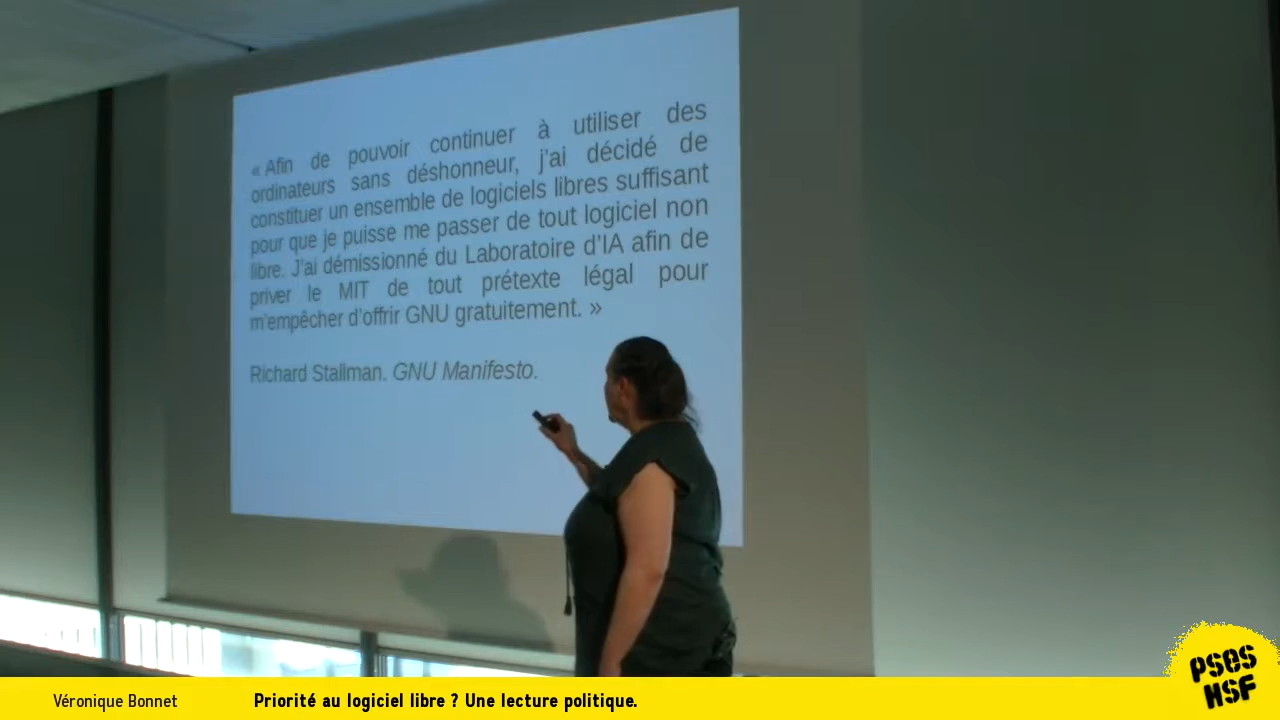 « Afin de pouvoir continuer à utiliser des
ordinateurs sans déshonneur, j'ai décidé de
constituer un ensemble de logiciels libres suffisant
pour que je puisse me passer de tout logiciel non
libre. J'ai démissionné du Laboratoire d'IA afin de
priver le MIT de tout prétexte légal pour
m'empêcher d'offrir GNU gratuitement. »
Richard Stallman. GNU Manifesto.
Véronique Bonnet
Priorité au logiciel libre ? Une lecture politique.
PSES
HSF